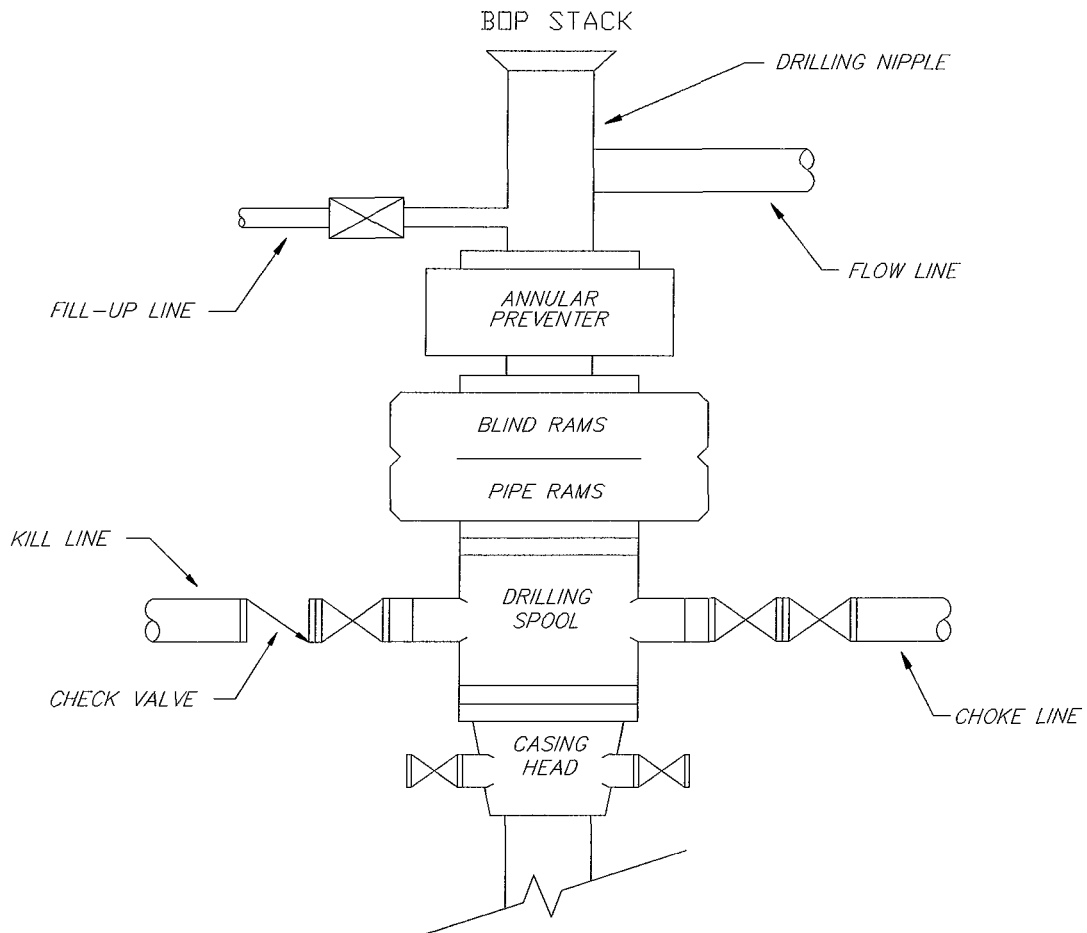 BOP STACK
DRILLING NIPPLE
FLOW LINE
FILL-UP LINE
ANNULAR
PREVENTER
BLIND RAMS
PIPE RAMS
KILL LINE
DRILLING
SPOOL
CHECK VALVE
CHOKE LINE
CASING
HEAD